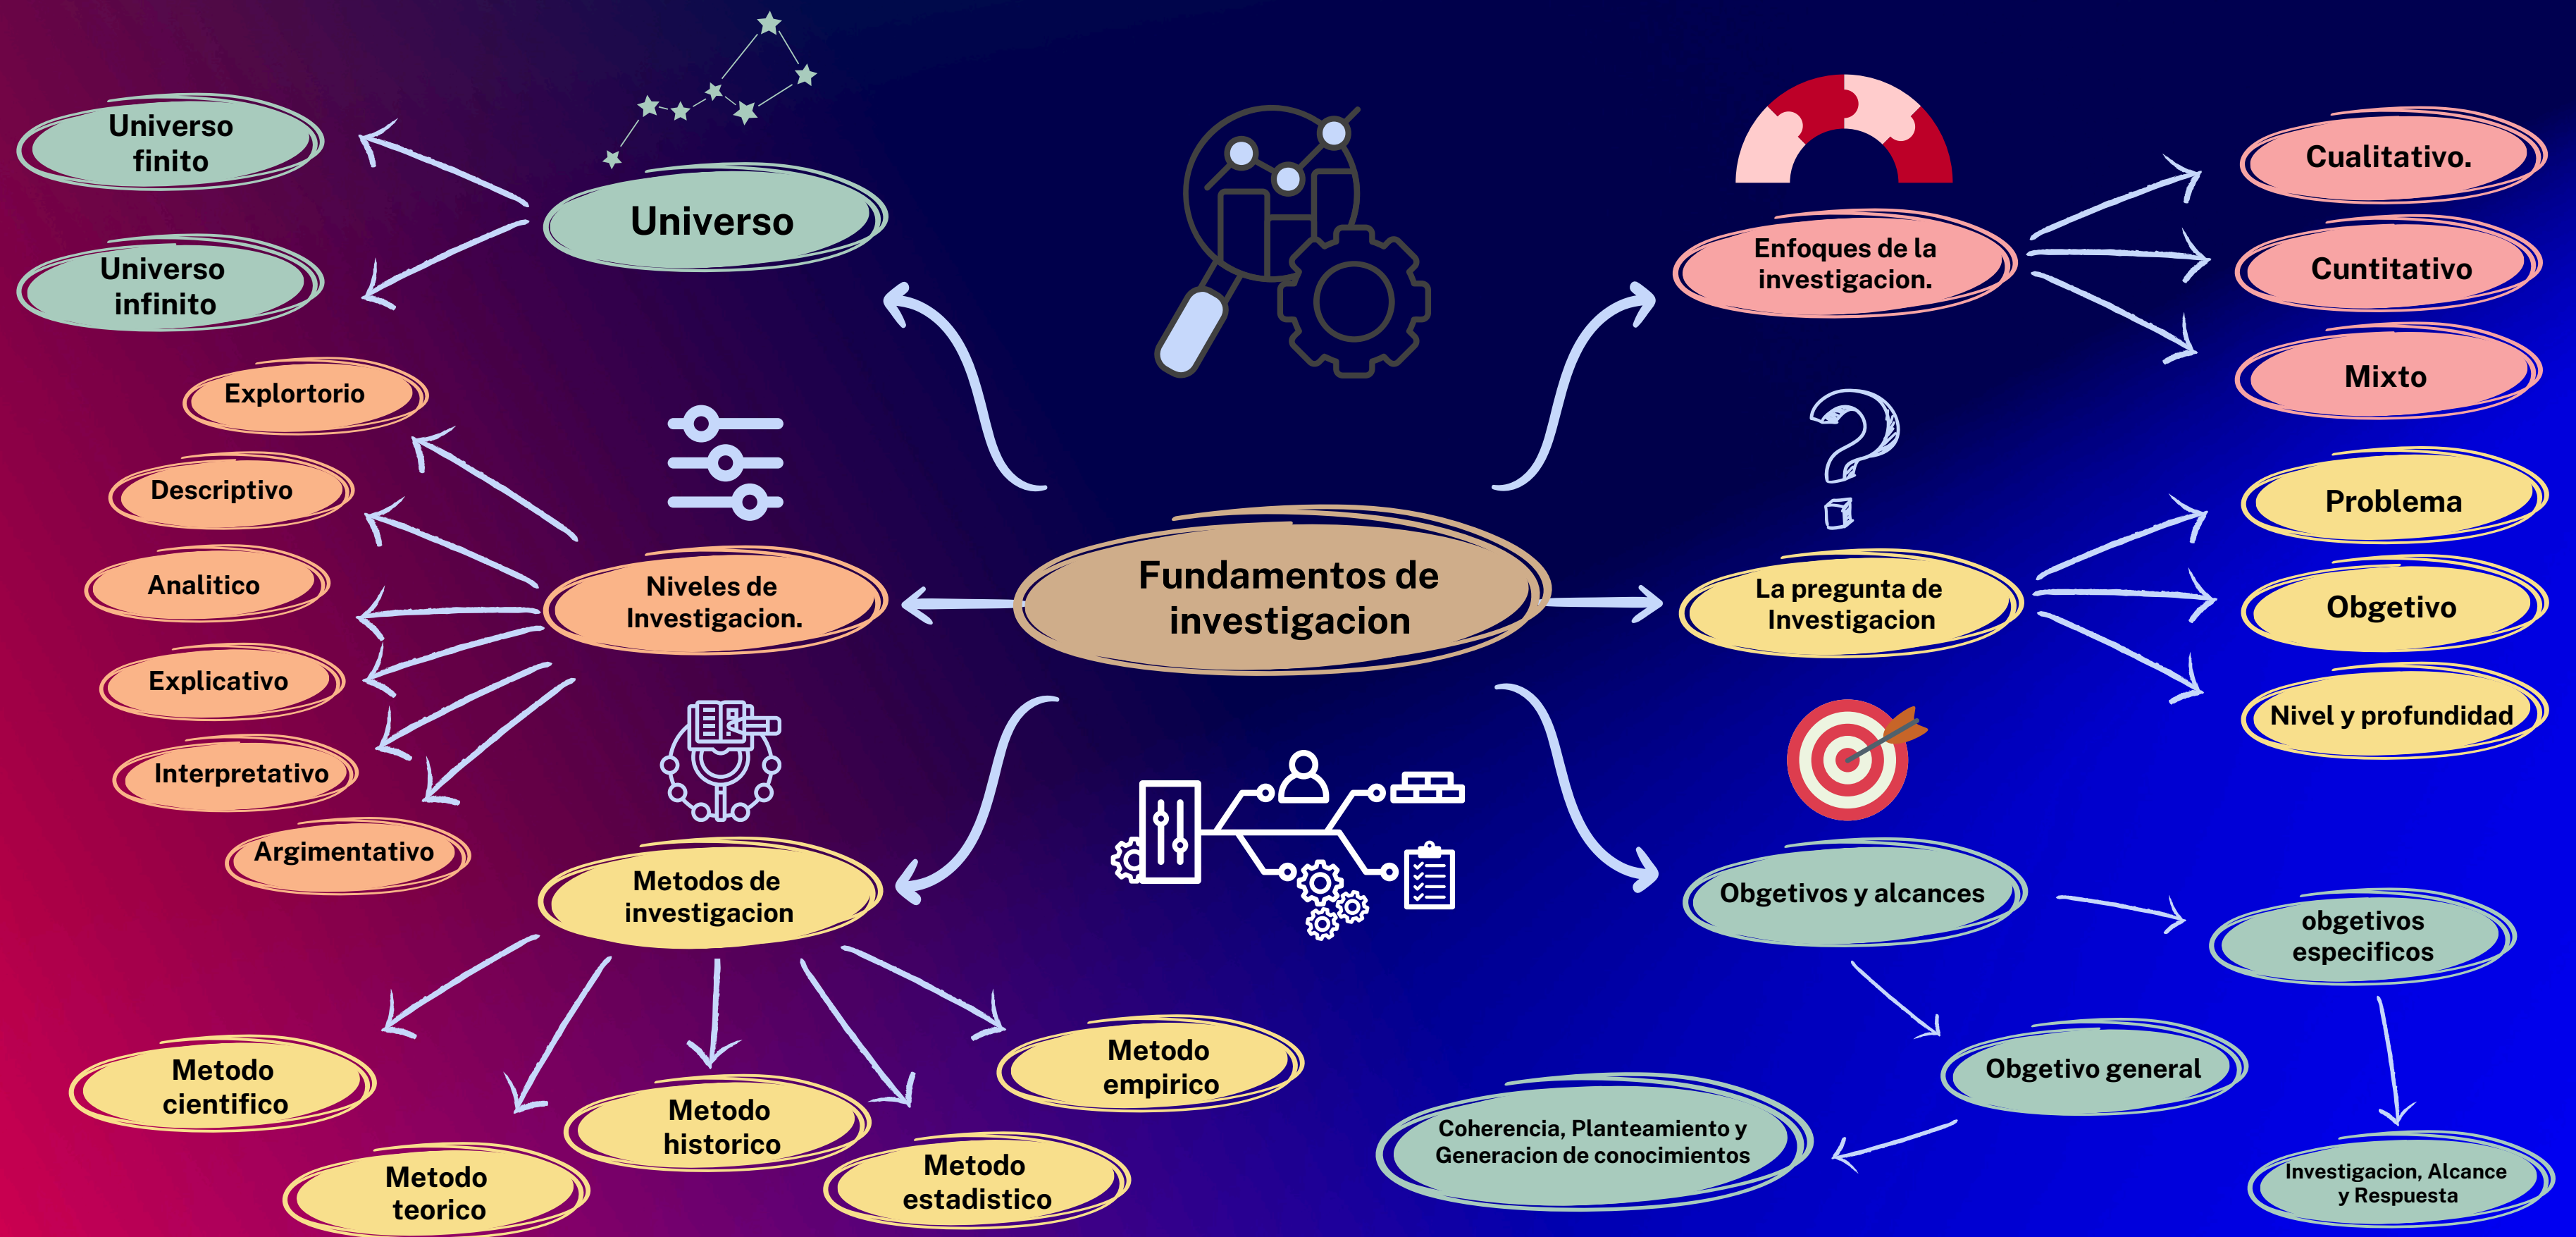 Fundamentos de
investigacion
Universo
Universo
finito
Universo
infinito
Niveles de
Investigacion.
Explortorio
Descriptivo
Analitico
Explicativo
Interpretativo
Argimentativo
Metodos de
investigacion
Metodo
cientifico
Metodo
teorico
Metodo
historico
Metodo
estadistico
Metodo
empirico
Enfoques de la
investigacion.
Cualitativo.
Cuntitativo
Mixto
La pregunta de
Investigacion
Problema
Obgetivo
Nivel y profundidad
Obgetivos y alcances
obgetivos
especificos
Investigacion, Alcance
y Respuesta
Obgetivo general
Coherencia, Planteamiento y
Generacion de conocimientos